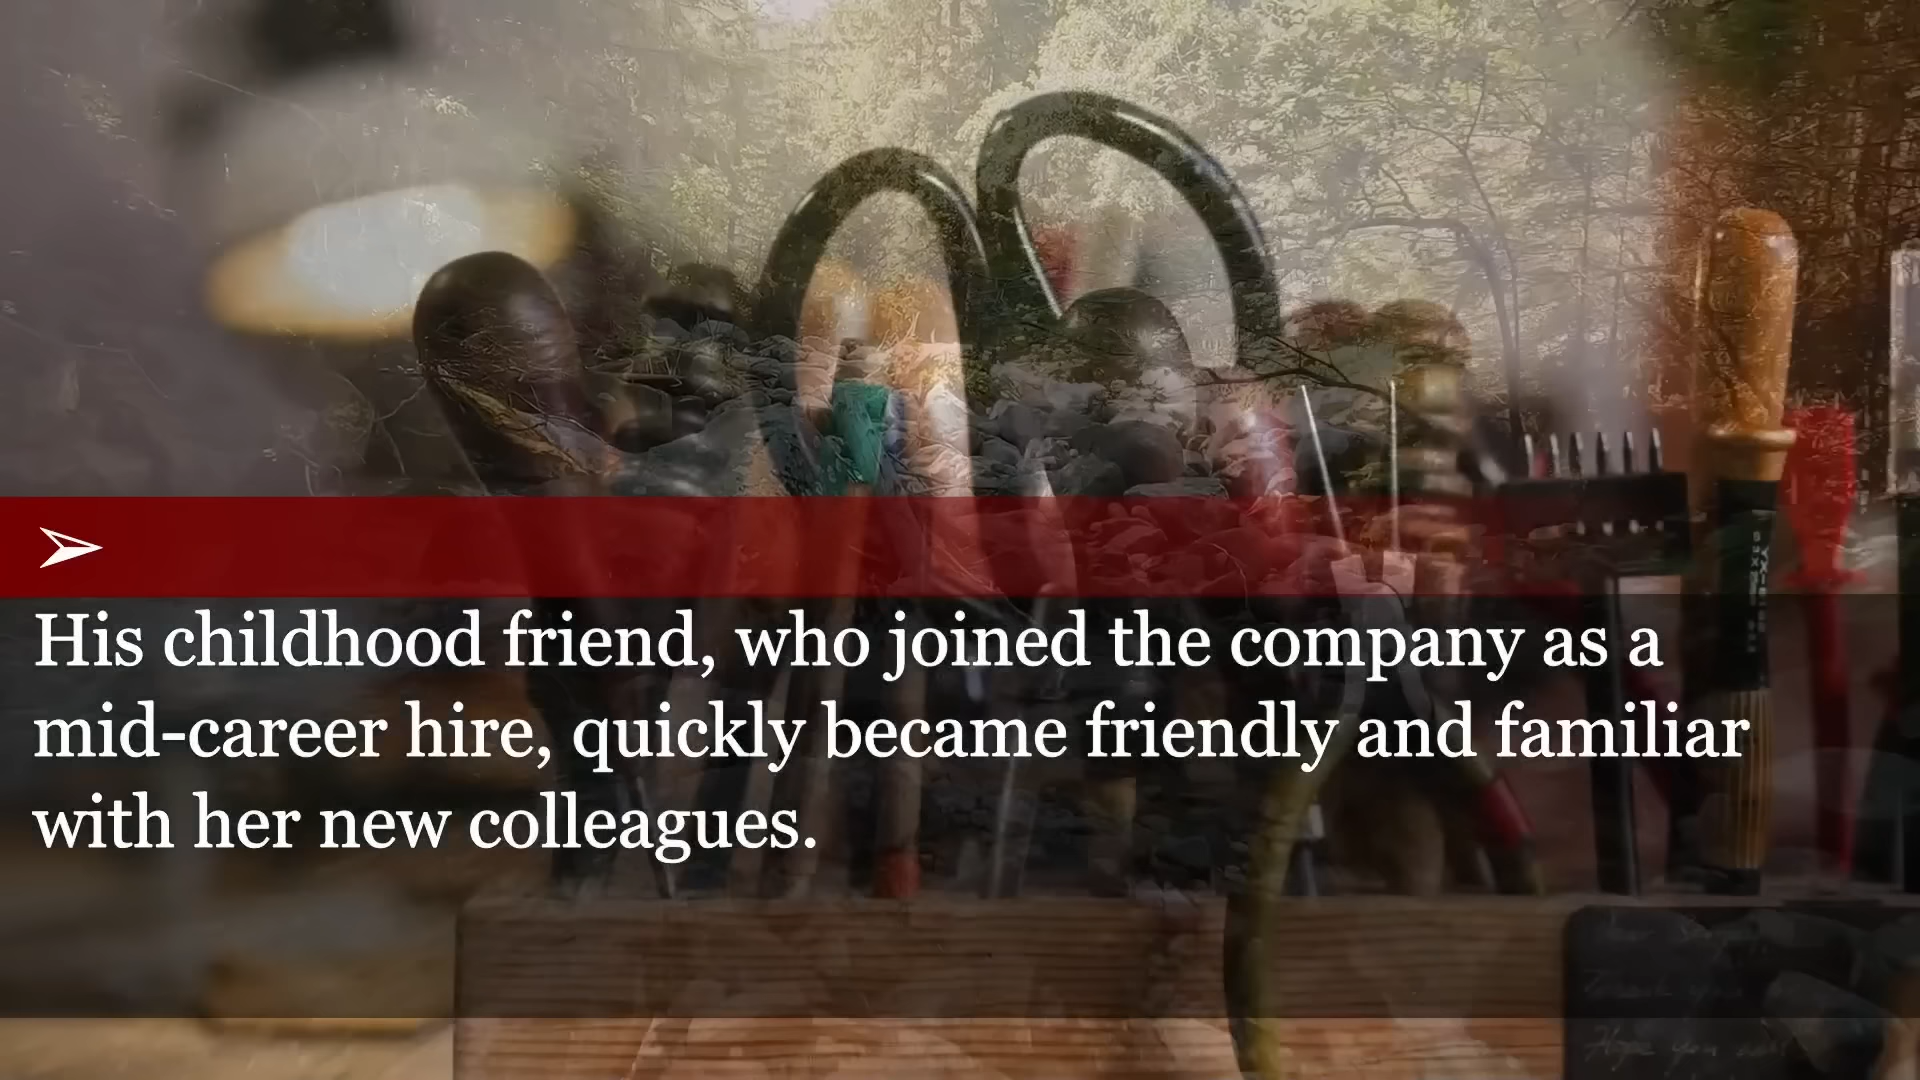 His childhood friend, who joined the company as a
mid-career hire, quickly became friendly and familiar
with her new colleagues.